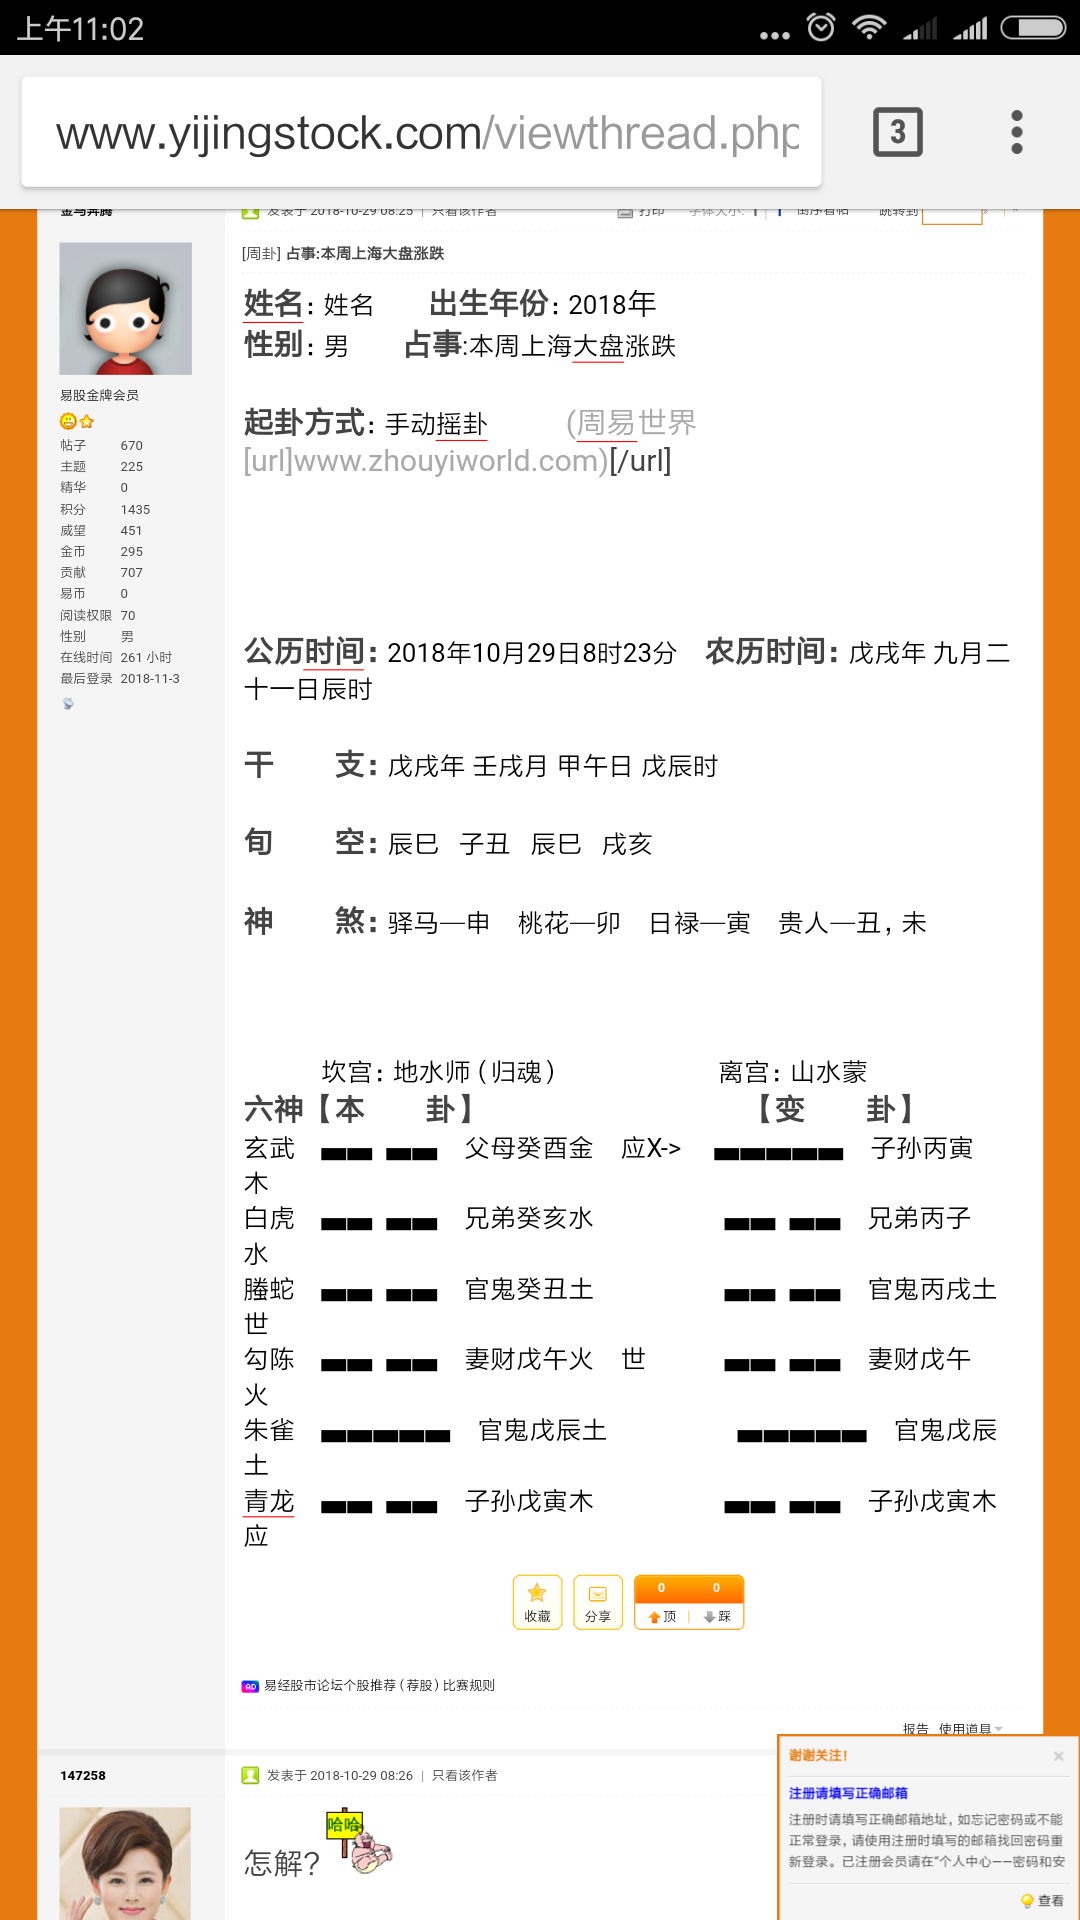 上午11:02
www.yijingstock.com/viewthread.php
3
金马奔腾
发表于 2018-10-29 08:25 | 只看该作者
打印 字体大小: 倒序看帖 跳转到
[周卦] 占事:本周上海大盘涨跌
姓名：姓名 出生年份：2018年
性别：男 占事:本周上海大盘涨跌
起卦方式：手动摇卦 (周易世界
[url]www.zhouyiworld.com)[/url]
易股金牌会员
帖子 670
主题 225
精华 0
积分 1435
威望 451
金币 295
贡献 707
易币 0
阅读权限 70
性别 男
在线时间 261 小时
最后登录 2018-11-3
公历时间：2018年10月29日8时23分 农历时间：戊戌年 九月二
十一日辰时
干 支：戊戌年 壬戌月 甲午日 戊辰时
旬 空：辰巳 子丑 辰巳 戌亥
神 煞：驿马—申 桃花—卯 日禄—寅 贵人—丑，未
坎宫：地水师（归魂） 离宫：山水蒙
六神【本 卦】 【变 卦】
玄武 父母癸酉金 应X-> 子孙丙寅
木
白虎 兄弟癸亥水 兄弟丙子
水
螣蛇 官鬼癸丑土 官鬼丙戌土
世
勾陈 妻财戊午火 世 妻财戊午
火
朱雀 官鬼戊辰土 官鬼戊辰
土
青龙 子孙戊寅木 子孙戊寅木
应
0 0
收藏 分享 顶 踩
AD 易经股市论坛个股推荐（荐股）比赛规则
报告 使用道具
147258
发表于 2018-10-29 08:26 | 只看该作者
哈哈
怎解?
谢谢关注! ×
注册请填写正确邮箱
注册时请填写正确邮箱地址，如忘记密码或不能
正常登录，请使用注册时填写的邮箱找回密码重
新登录。已注册会员请在“个人中心——密码和安
查看